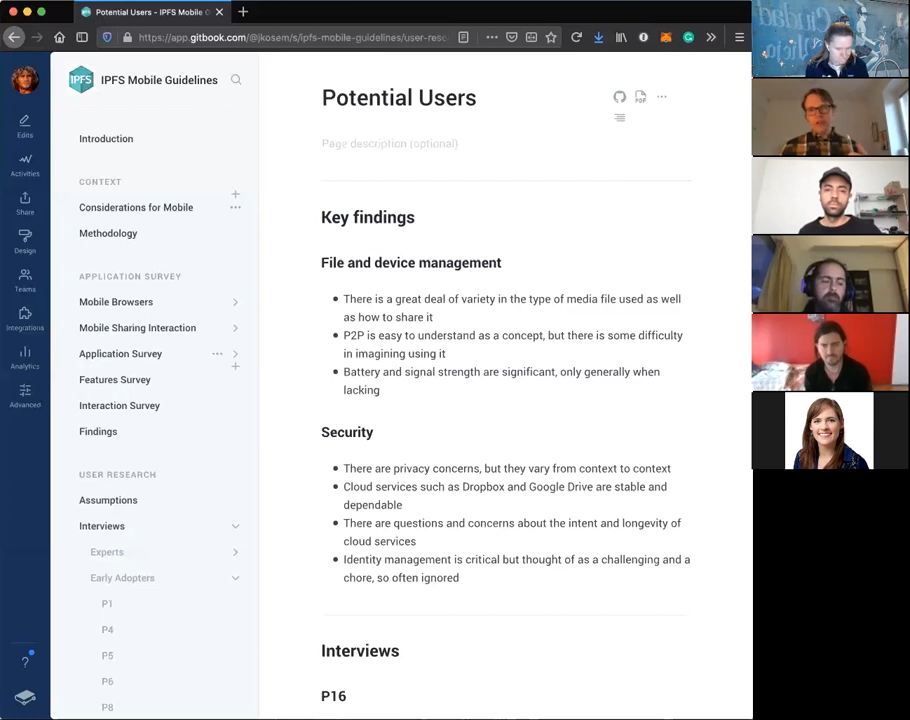 Potential Users - IPFS Mobile G
https://app.gitbook.com/@jkosem/s/ipfs-mobile-guidelines/user-reso
IPFS
IPFS Mobile Guidelines
Edits
Activities
Share
Design
Teams
Integrations
Analytics
Advanced
Introduction
CONTEXT
Considerations for Mobile
Methodology
APPLICATION SURVEY
Mobile Browsers
Mobile Sharing Interaction
Application Survey
Features Survey
Interaction Survey
Findings
USER RESEARCH
Assumptions
Interviews
Experts
Early Adopters
P1
P4
P5
P6
P8
Potential Users
PDF
Page description (optional)
Key findings
File and device management
There is a great deal of variety in the type of media file used as well
as how to share it
P2P is easy to understand as a concept, but there is some difficulty
in imagining using it
Battery and signal strength are significant, only generally when
lacking
Security
There are privacy concerns, but they vary from context to context
Cloud services such as Dropbox and Google Drive are stable and
dependable
There are questions and concerns about the intent and longevity of
cloud services
Identity management is critical but thought of as a challenging and a
chore, so often ignored
Interviews
P16